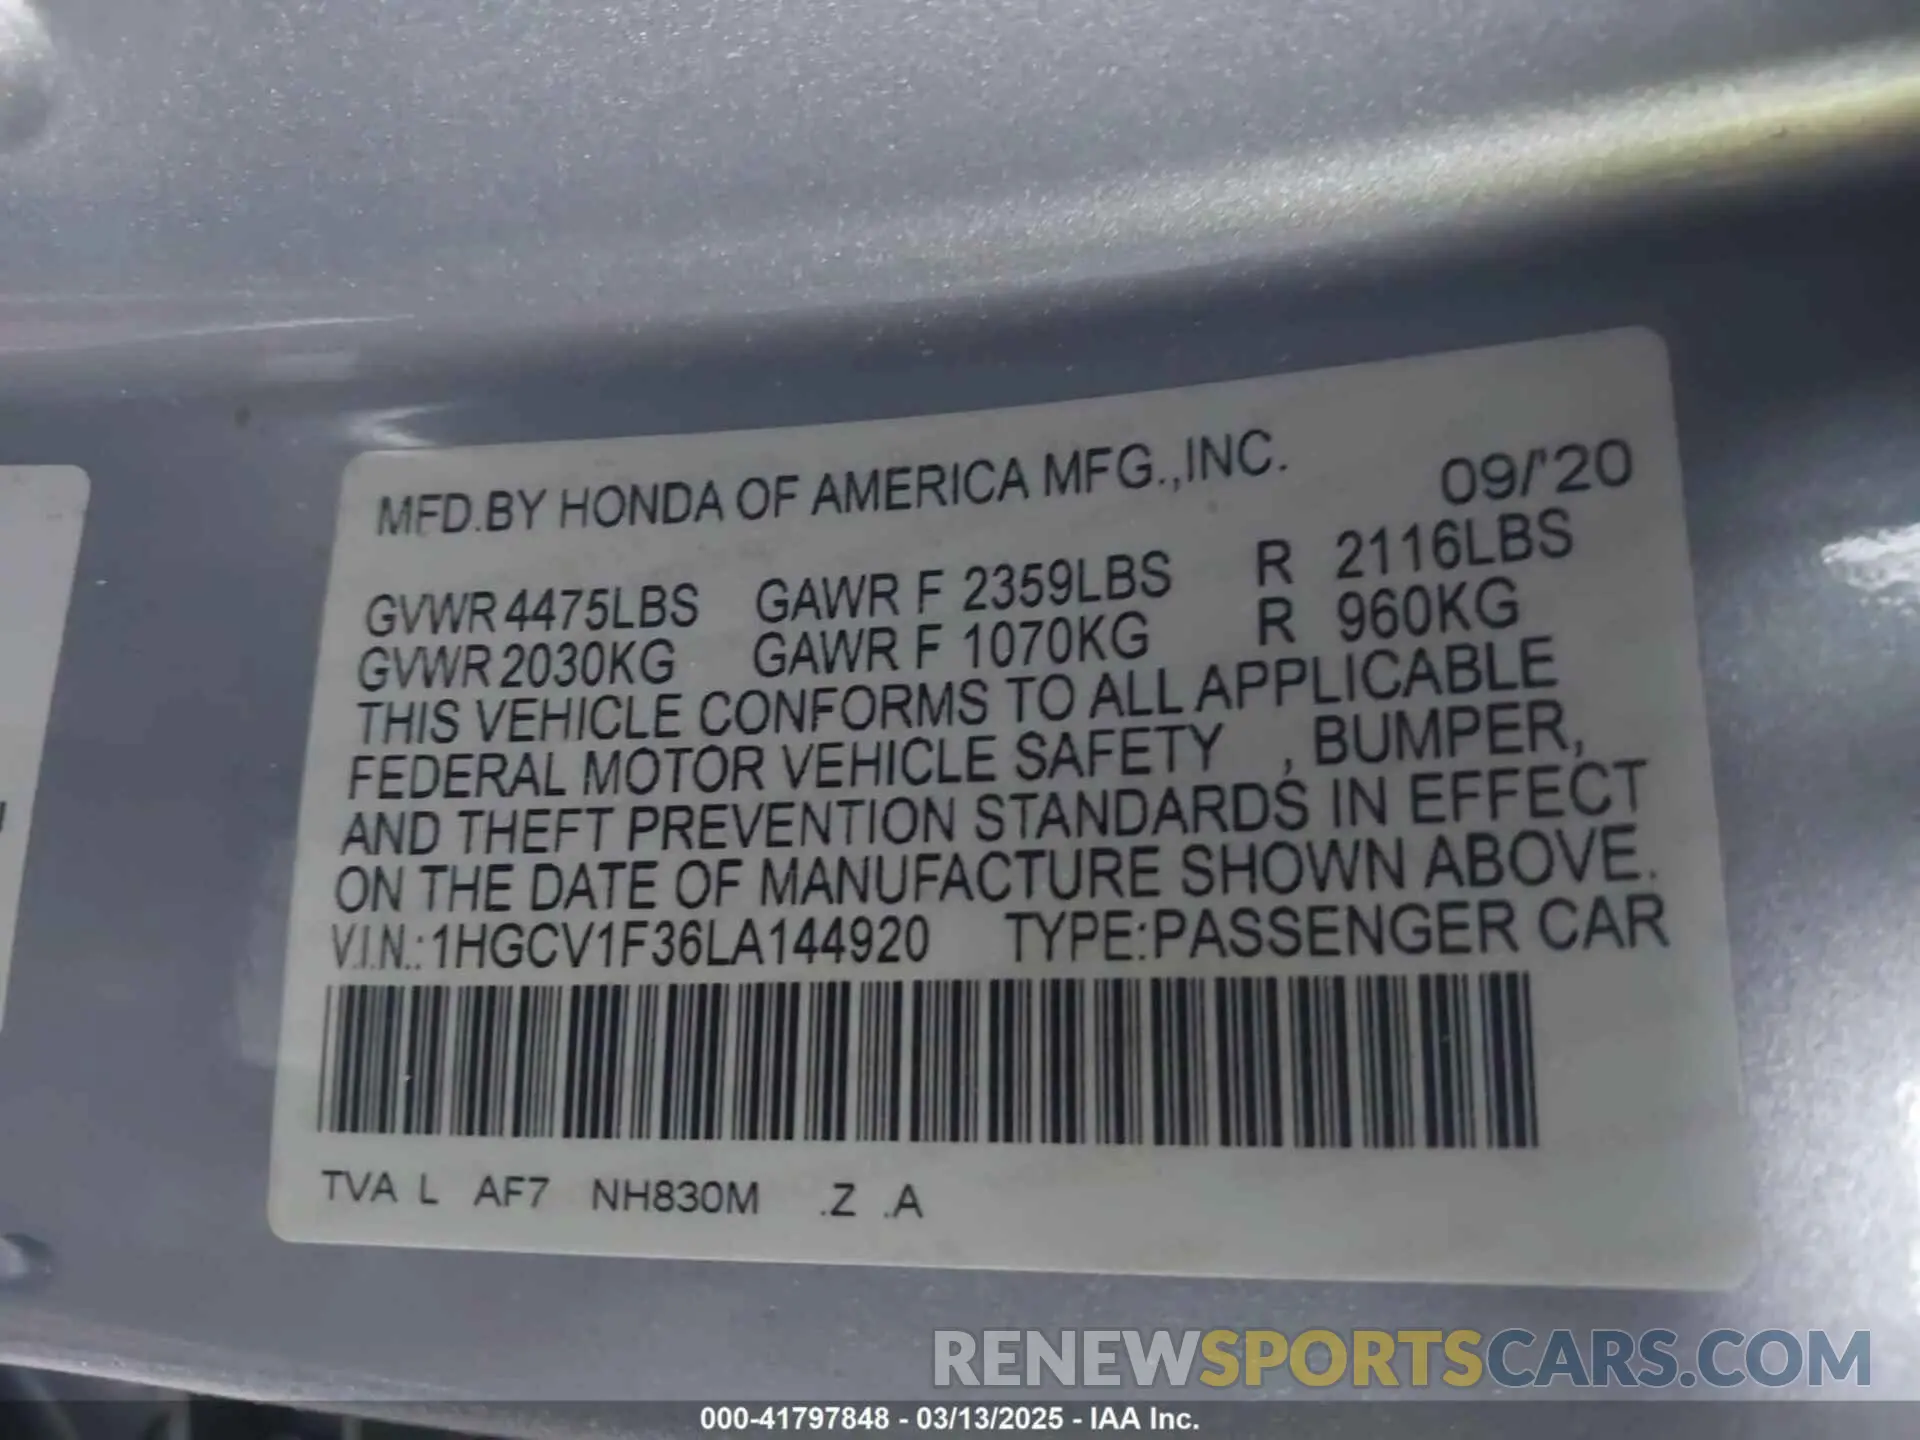 MFD.BY HONDA OF AMERICA MFG.,INC. 09/'20
GVWR 4475LBS GAWR F 2359LBS R 2116LBS
GVWR 2030KG GAWR F 1070KG R 960KG
THIS VEHICLE CONFORMS TO ALL APPLICABLE
FEDERAL MOTOR VEHICLE SAFETY , BUMPER,
AND THEFT PREVENTION STANDARDS IN EFFECT
ON THE DATE OF MANUFACTURE SHOWN ABOVE.
V.I.N.: 1HGCV1F36LA144920 TYPE:PASSENGER CAR
TVA L AF7 NH830M .Z .A
RENEWSPORTSCARS.COM
000-41797848 - 03/13/2025 - IAA Inc.